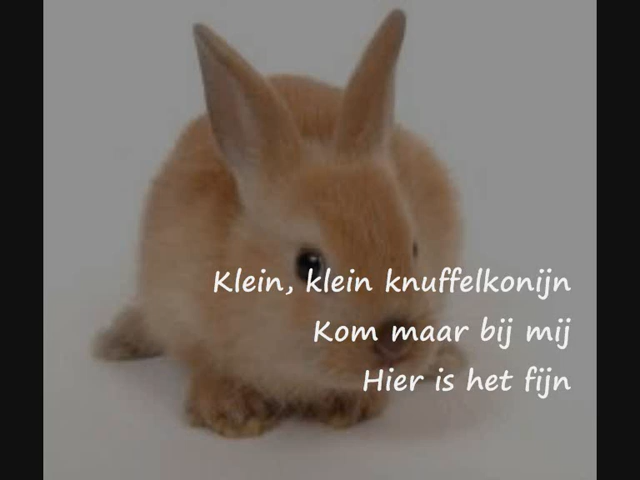 Klein, klein knuffelkonijn
Kom maar bij mij
Hier is het fijn